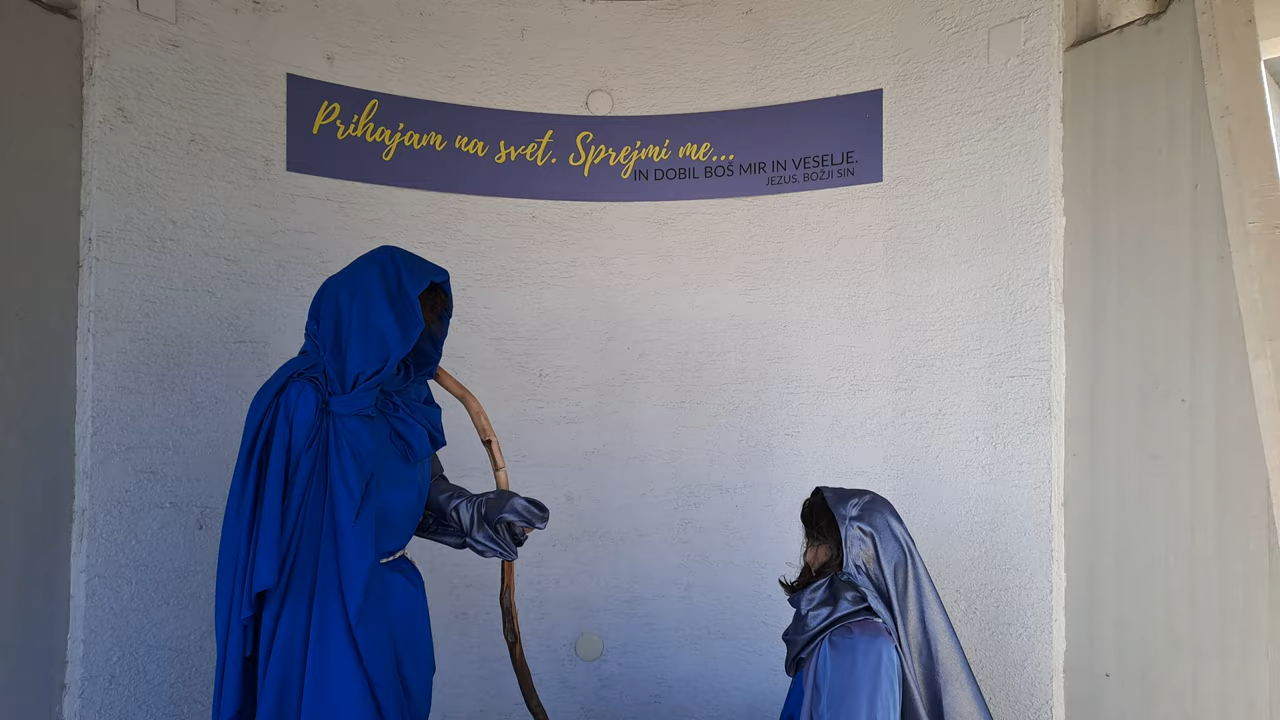 Prihajam na svet. Sprejmi me...
IN DOBIL BOŠ MIR IN VESELJE.
JEZUS, BOŽJI SIN